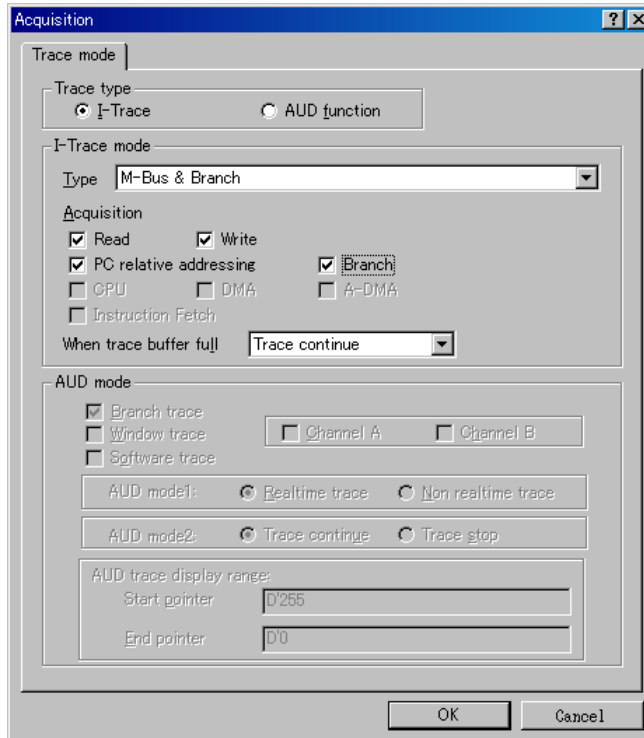 Acquisition
Trace mode
Trace type
I-Trace AUD function
I-Trace mode
Type M-Bus & Branch
Acquisition
Read Write
PC relative addressing Branch
CPU DMA A-DMA
Instruction Fetch
When trace buffer full Trace continue
AUD mode
Branch trace
Window trace Channel A Channel B
Software trace
AUD mode1: Realtime trace Non realtime trace
AUD mode2: Trace continue Trace stop
AUD trace display range:
Start pointer D'255
End pointer D'0
OK Cancel